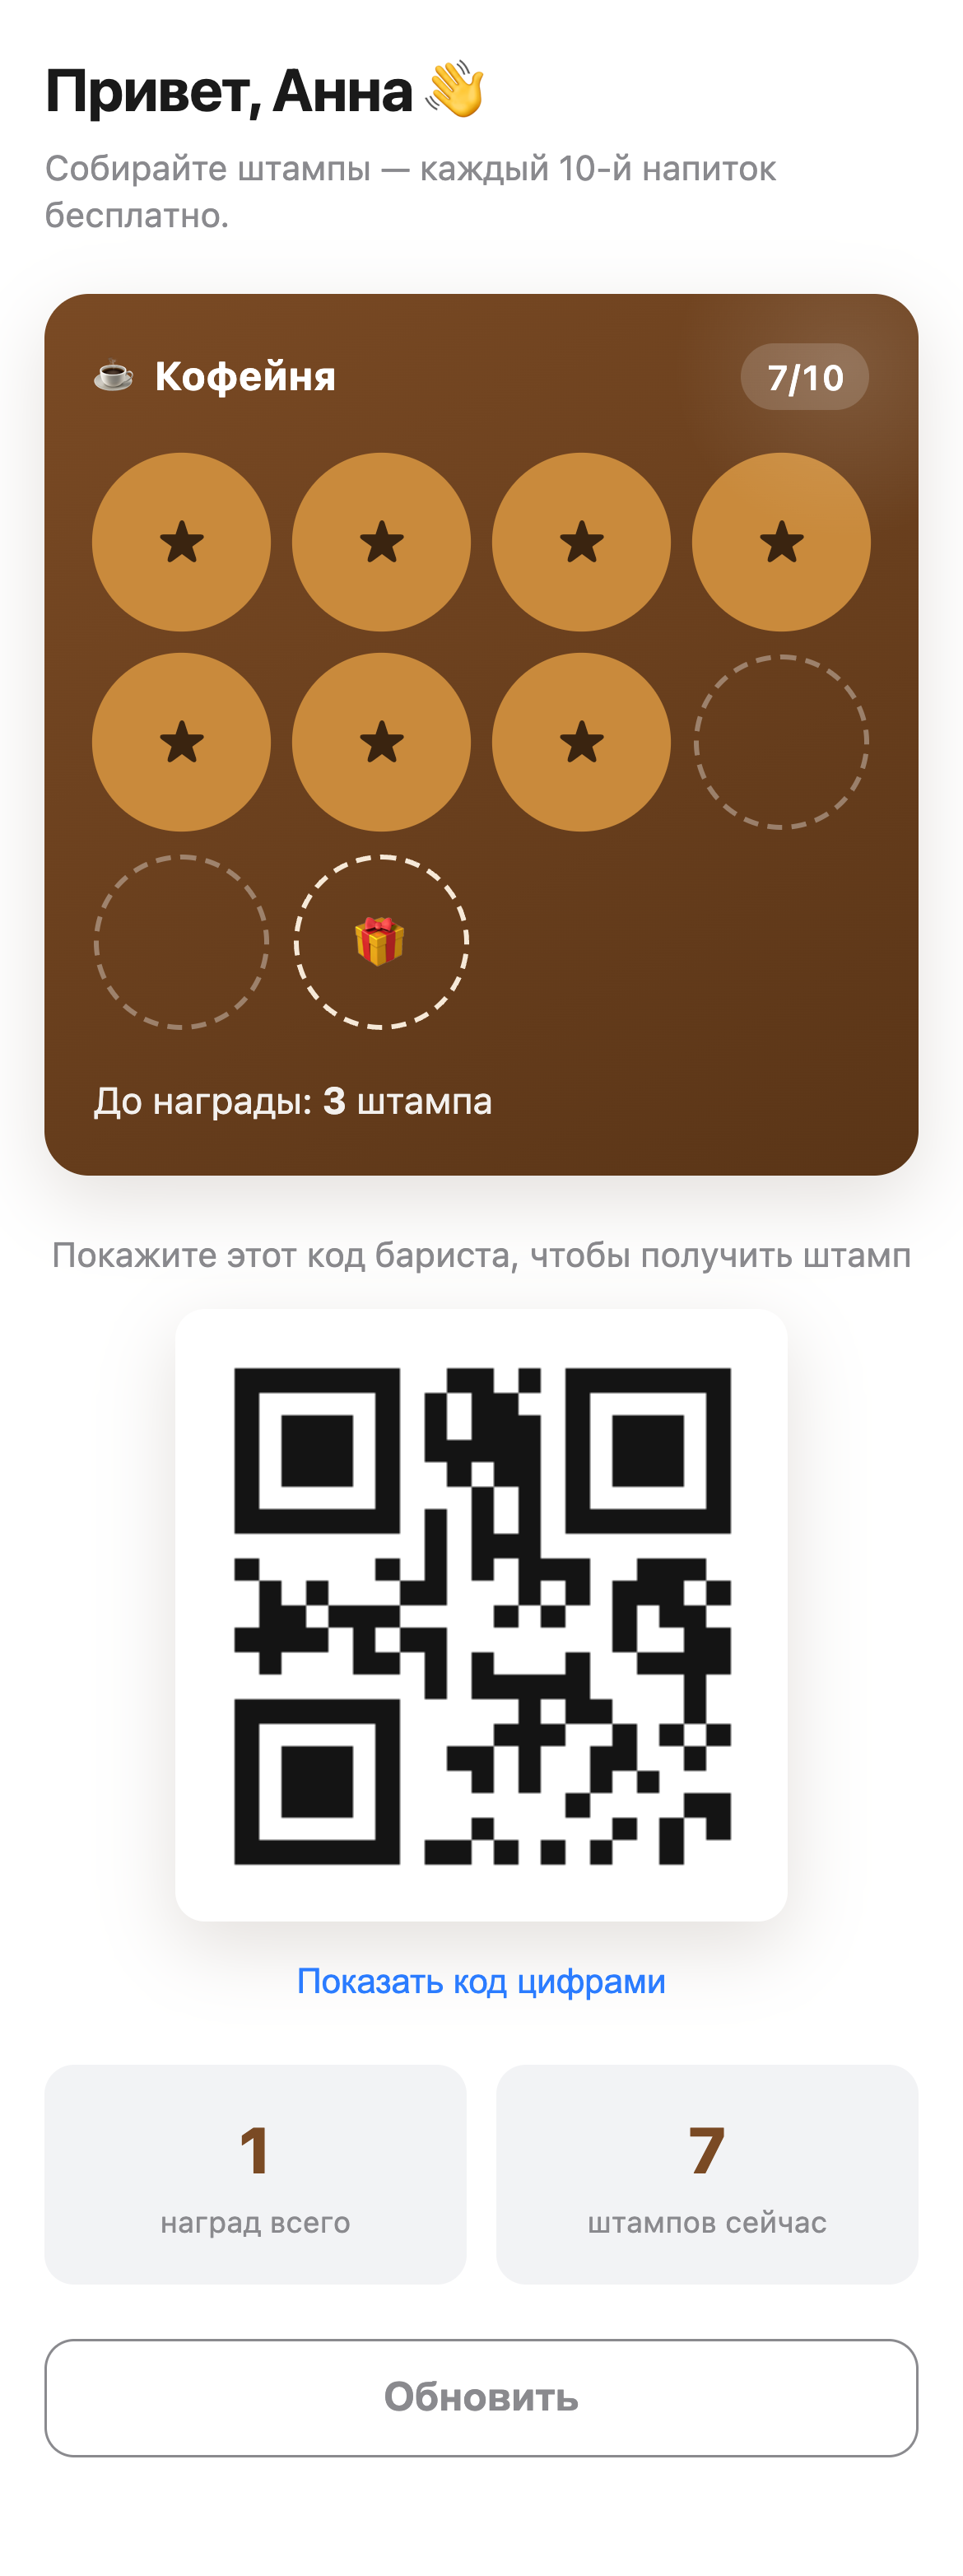 Привет, Анна 👋
Собирайте штампы — каждый 10-й напиток
бесплатно.
☕ Кофейня
7/10
До награды: 3 штампа
Покажите этот код бариста, чтобы получить штамп
Показать код цифрами
1
наград всего
7
штампов сейчас
Обновить